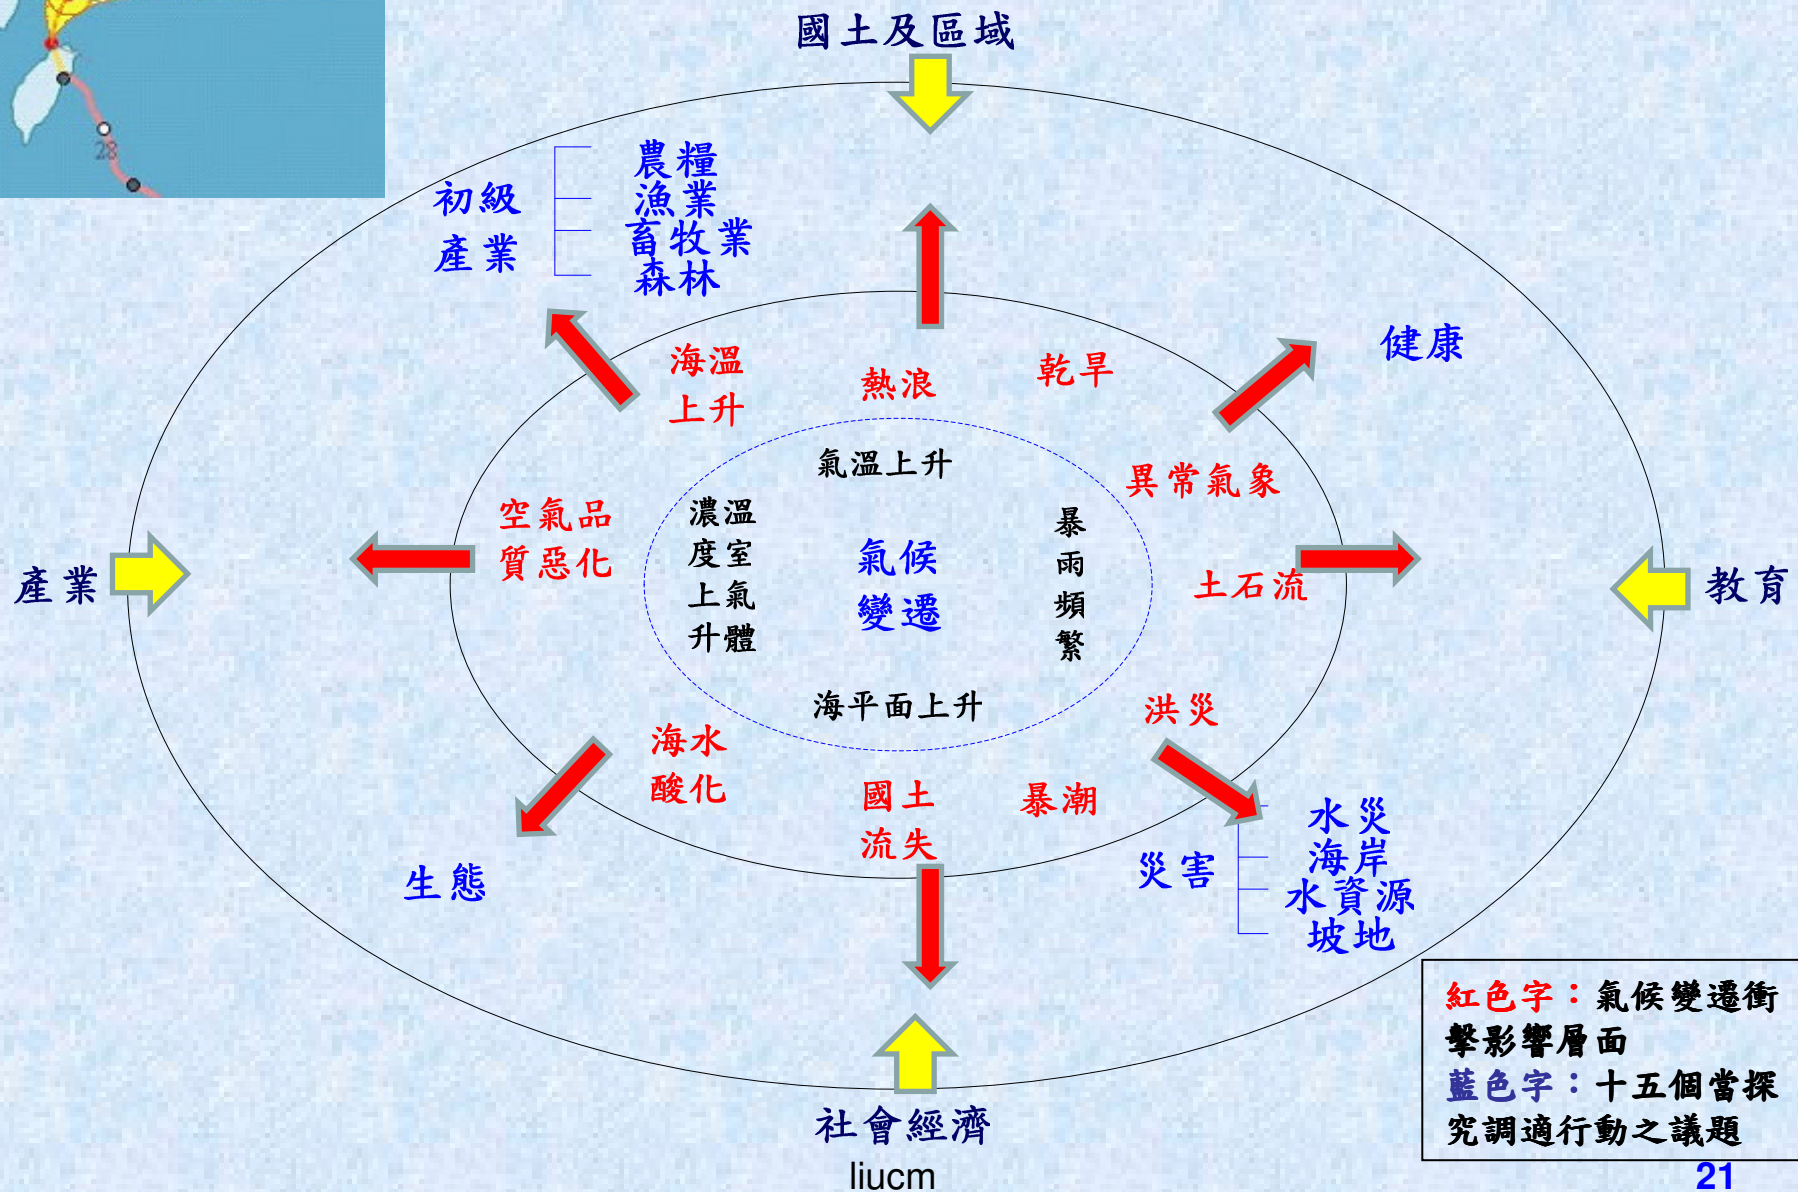 國土及區域
28
初級
產業
農糧
漁業
畜牧業
森林
健康
海溫
上升
熱浪
乾旱
異常氣象
空氣品
質惡化
氣溫上升
濃溫
度室
上氣
升體
氣候
變遷
暴
雨
頻
繁
土石流
產業
教育
海平面上升
洪災
海水
酸化
國土
流失
暴潮
生態
災害
水災
海岸
水資源
坡地
紅色字：氣候變遷衝
擊影響層面
藍色字：十五個當探
究調適行動之議題
社會經濟
liucm
21